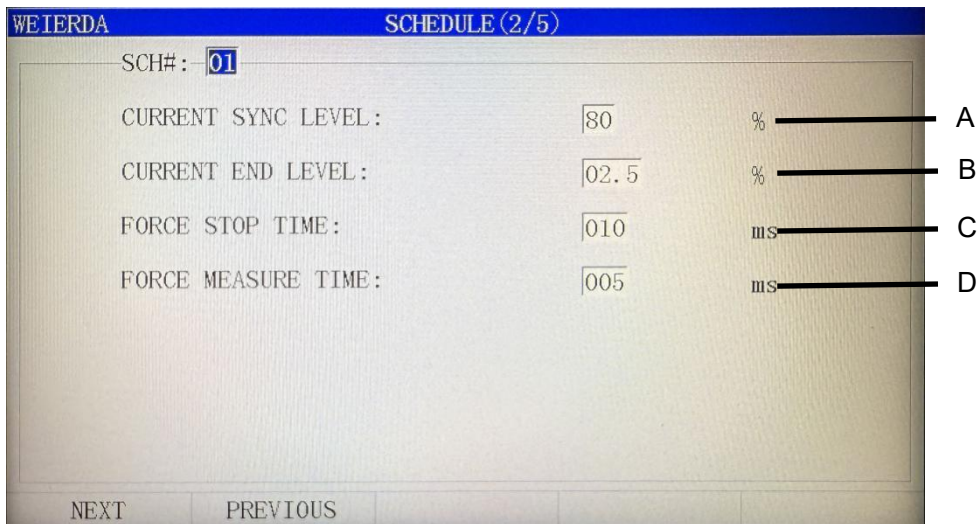 WEIERDA SCHEDULE(2/5)
SCH#: 01
CURRENT SYNC LEVEL: 80 % A
CURRENT END LEVEL: 02.5 % B
FORCE STOP TIME: 010 ms C
FORCE MEASURE TIME: 005 ms D
NEXT PREVIOUS